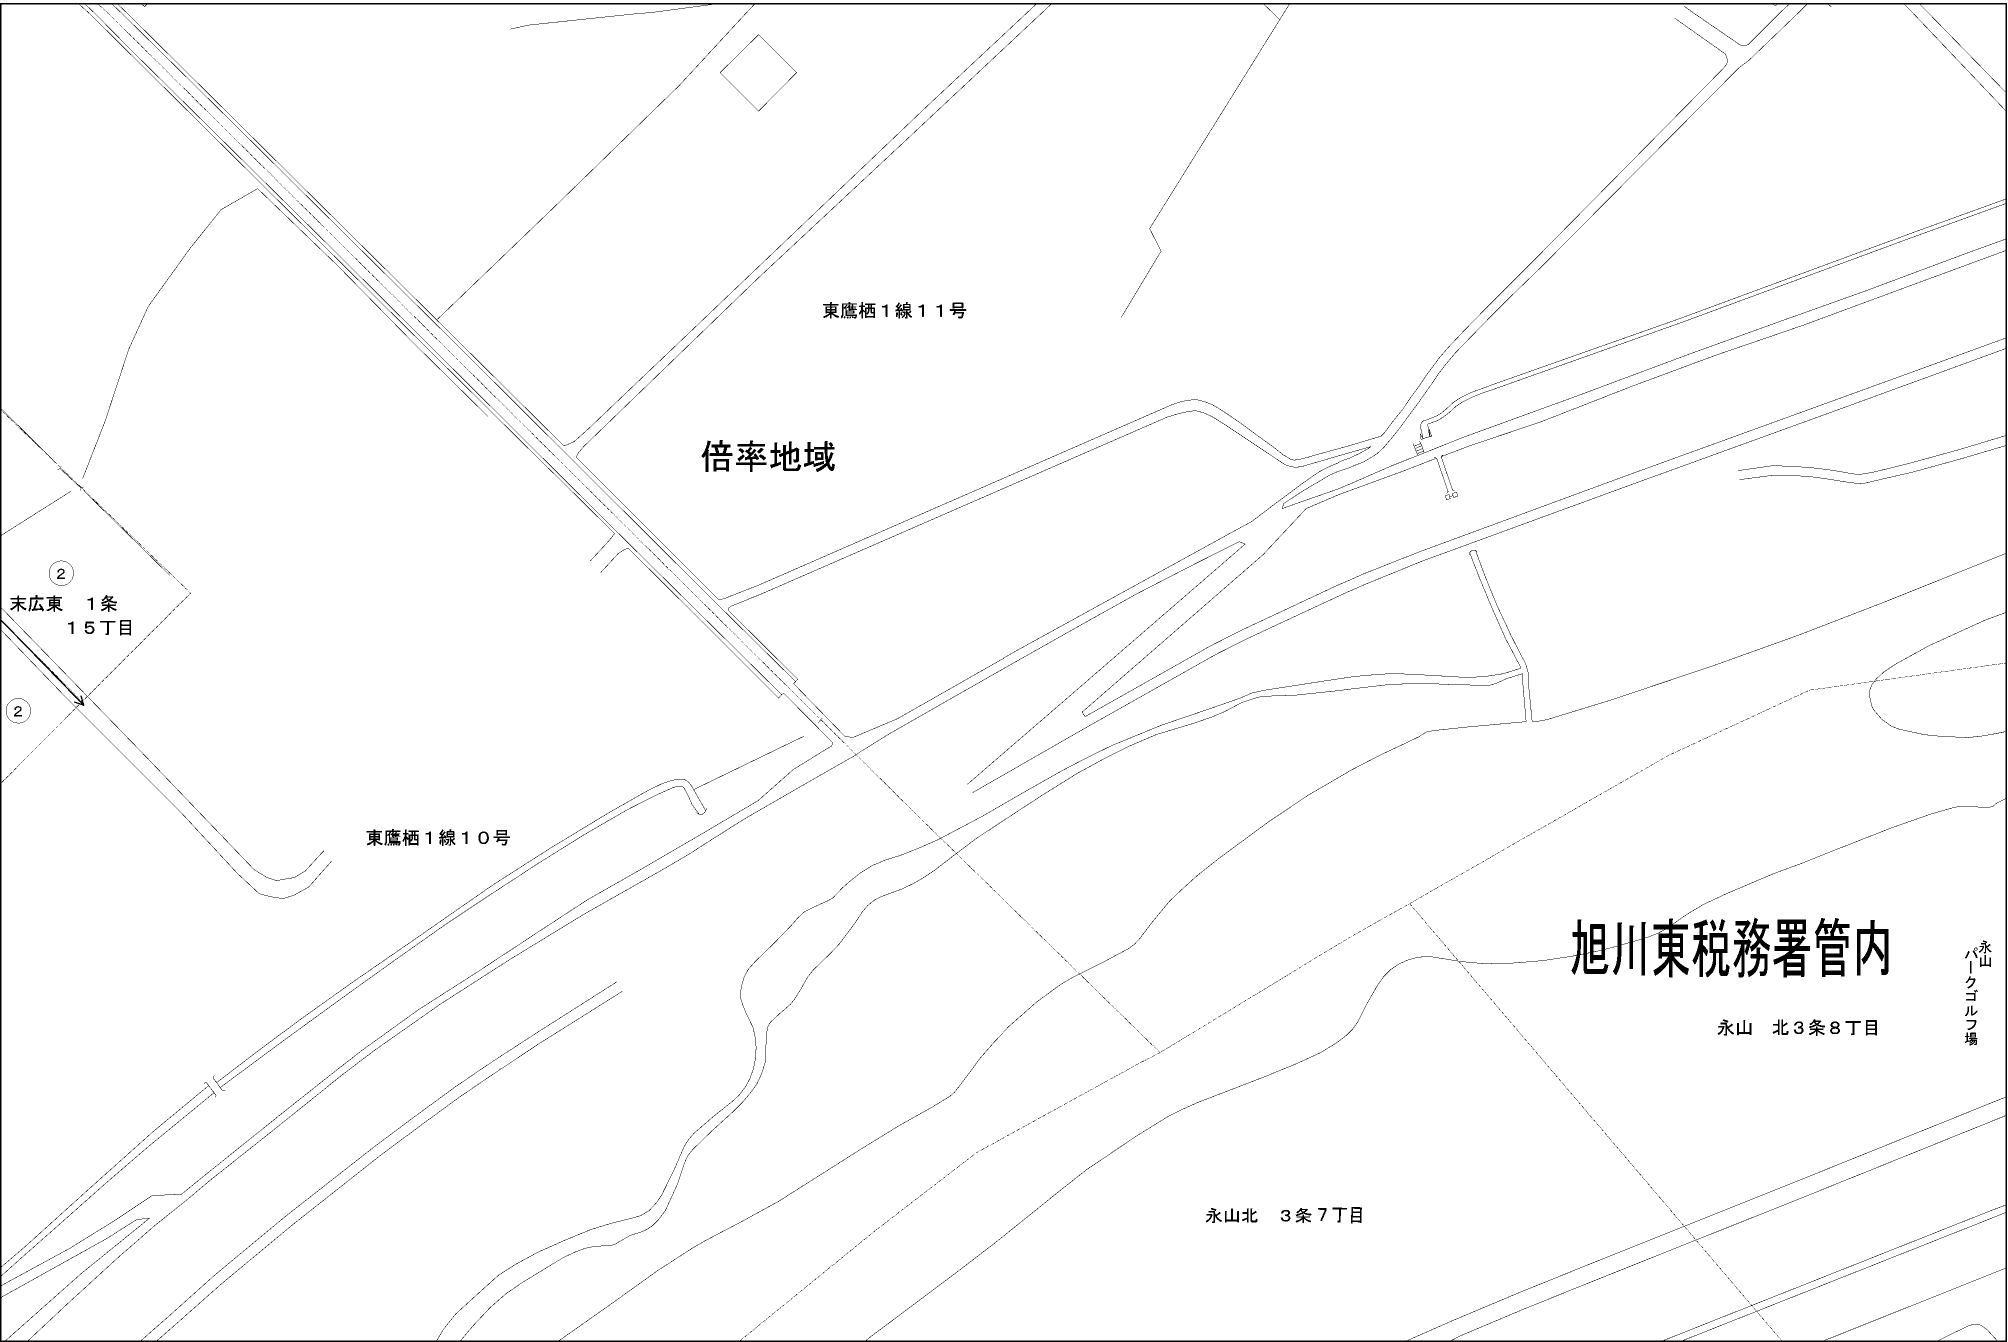 東鷹栖１線１１号
倍率地域
2
末広東　１条
１５丁目
2
東鷹栖１線１０号
旭川東税務署管内
永山
パークゴルフ場
永山　北３条８丁目
永山北　３条７丁目